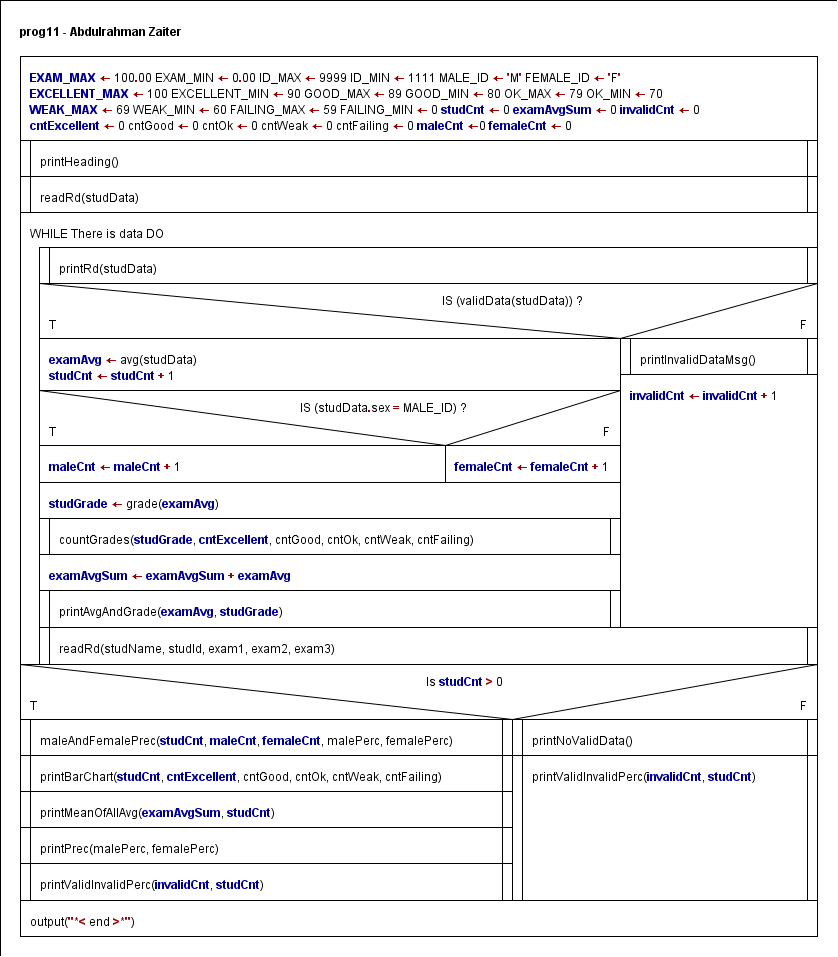 prog11 - Abdulrahman Zaiter
EXAM_MAX ← 100.00 EXAM_MIN ← 0.00 ID_MAX ← 9999 ID_MIN ← 1111 MALE_ID ← 'M' FEMALE_ID ← 'F'
EXCELLENT_MAX ← 100 EXCELLENT_MIN ← 90 GOOD_MAX ← 89 GOOD_MIN ← 80 OK_MAX ← 79 OK_MIN ← 70
WEAK_MAX ← 69 WEAK_MIN ← 60 FAILING_MAX ← 59 FAILING_MIN ← 0 studCnt ← 0 examAvgSum ← 0 invalidCnt ← 0
cntExcellent ← 0 cntGood ← 0 cntOk ← 0 cntWeak ← 0 cntFailing ← 0 maleCnt ←0 femaleCnt ← 0
printHeading()
readRd(studData)
WHILE There is data DO
printRd(studData)
IS (validData(studData)) ?
T
F
examAvg ← avg(studData)
studCnt ← studCnt + 1
printInvalidDataMsg()
invalidCnt ← invalidCnt + 1
IS (studData.sex = MALE_ID) ?
T
F
maleCnt ← maleCnt + 1
femaleCnt ← femaleCnt + 1
studGrade ← grade(examAvg)
countGrades(studGrade, cntExcellent, cntGood, cntOk, cntWeak, cntFailing)
examAvgSum ← examAvgSum + examAvg
printAvgAndGrade(examAvg, studGrade)
readRd(studName, studId, exam1, exam2, exam3)
Is studCnt > 0
T
F
maleAndFemalePrec(studCnt, maleCnt, femaleCnt, malePerc, femalePerc)
printNoValidData()
printBarChart(studCnt, cntExcellent, cntGood, cntOk, cntWeak, cntFailing)
printValidInvalidPerc(invalidCnt, studCnt)
printMeanOfAllAvg(examAvgSum, studCnt)
printPrec(malePerc, femalePerc)
printValidInvalidPerc(invalidCnt, studCnt)
output("*< end >*")